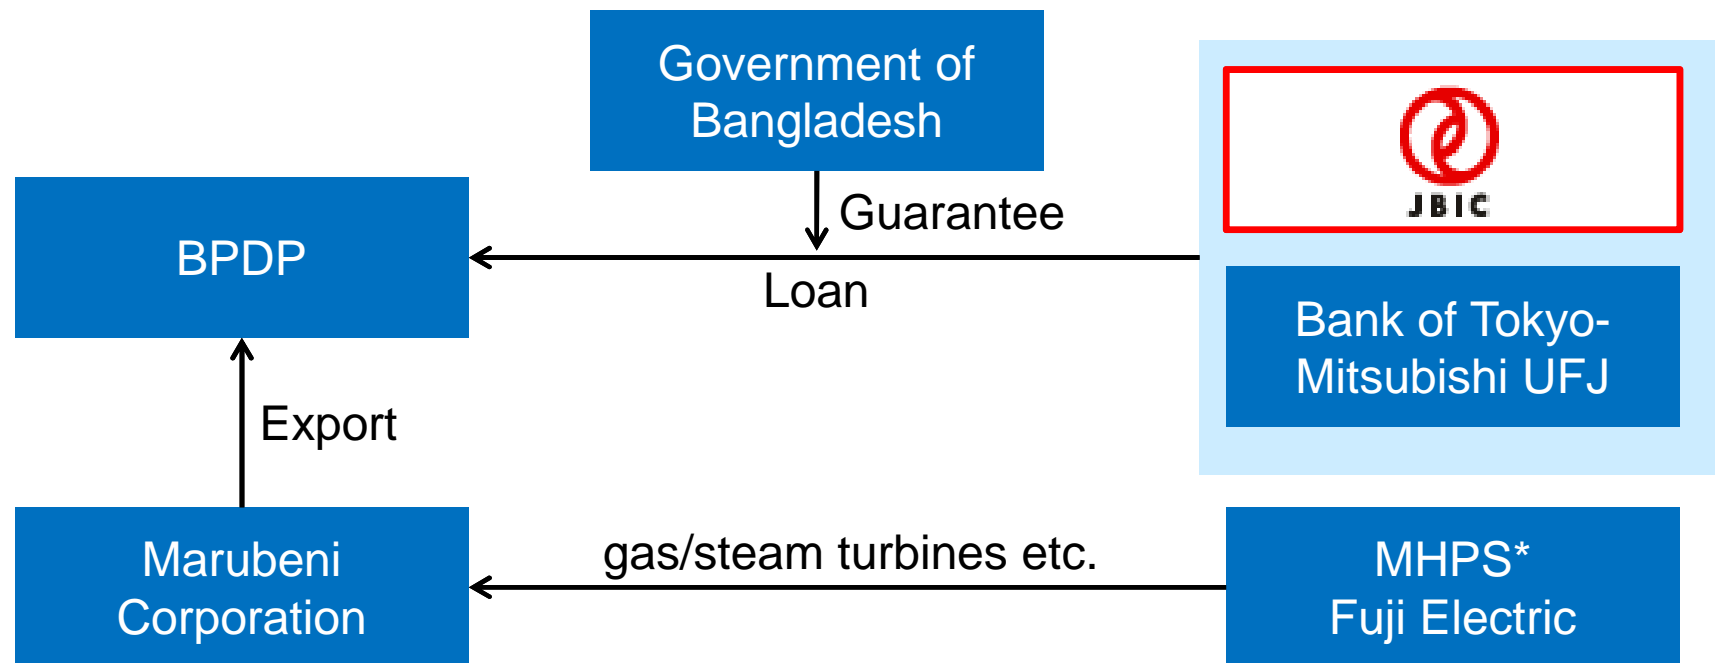 Government of
Bangladesh
JBIC
BPDP
Guarantee
Loan
Bank of Tokyo-
Mitsubishi UFJ
Export
Marubeni
Corporation
gas/steam turbines etc.
MHPS*
Fuji Electric